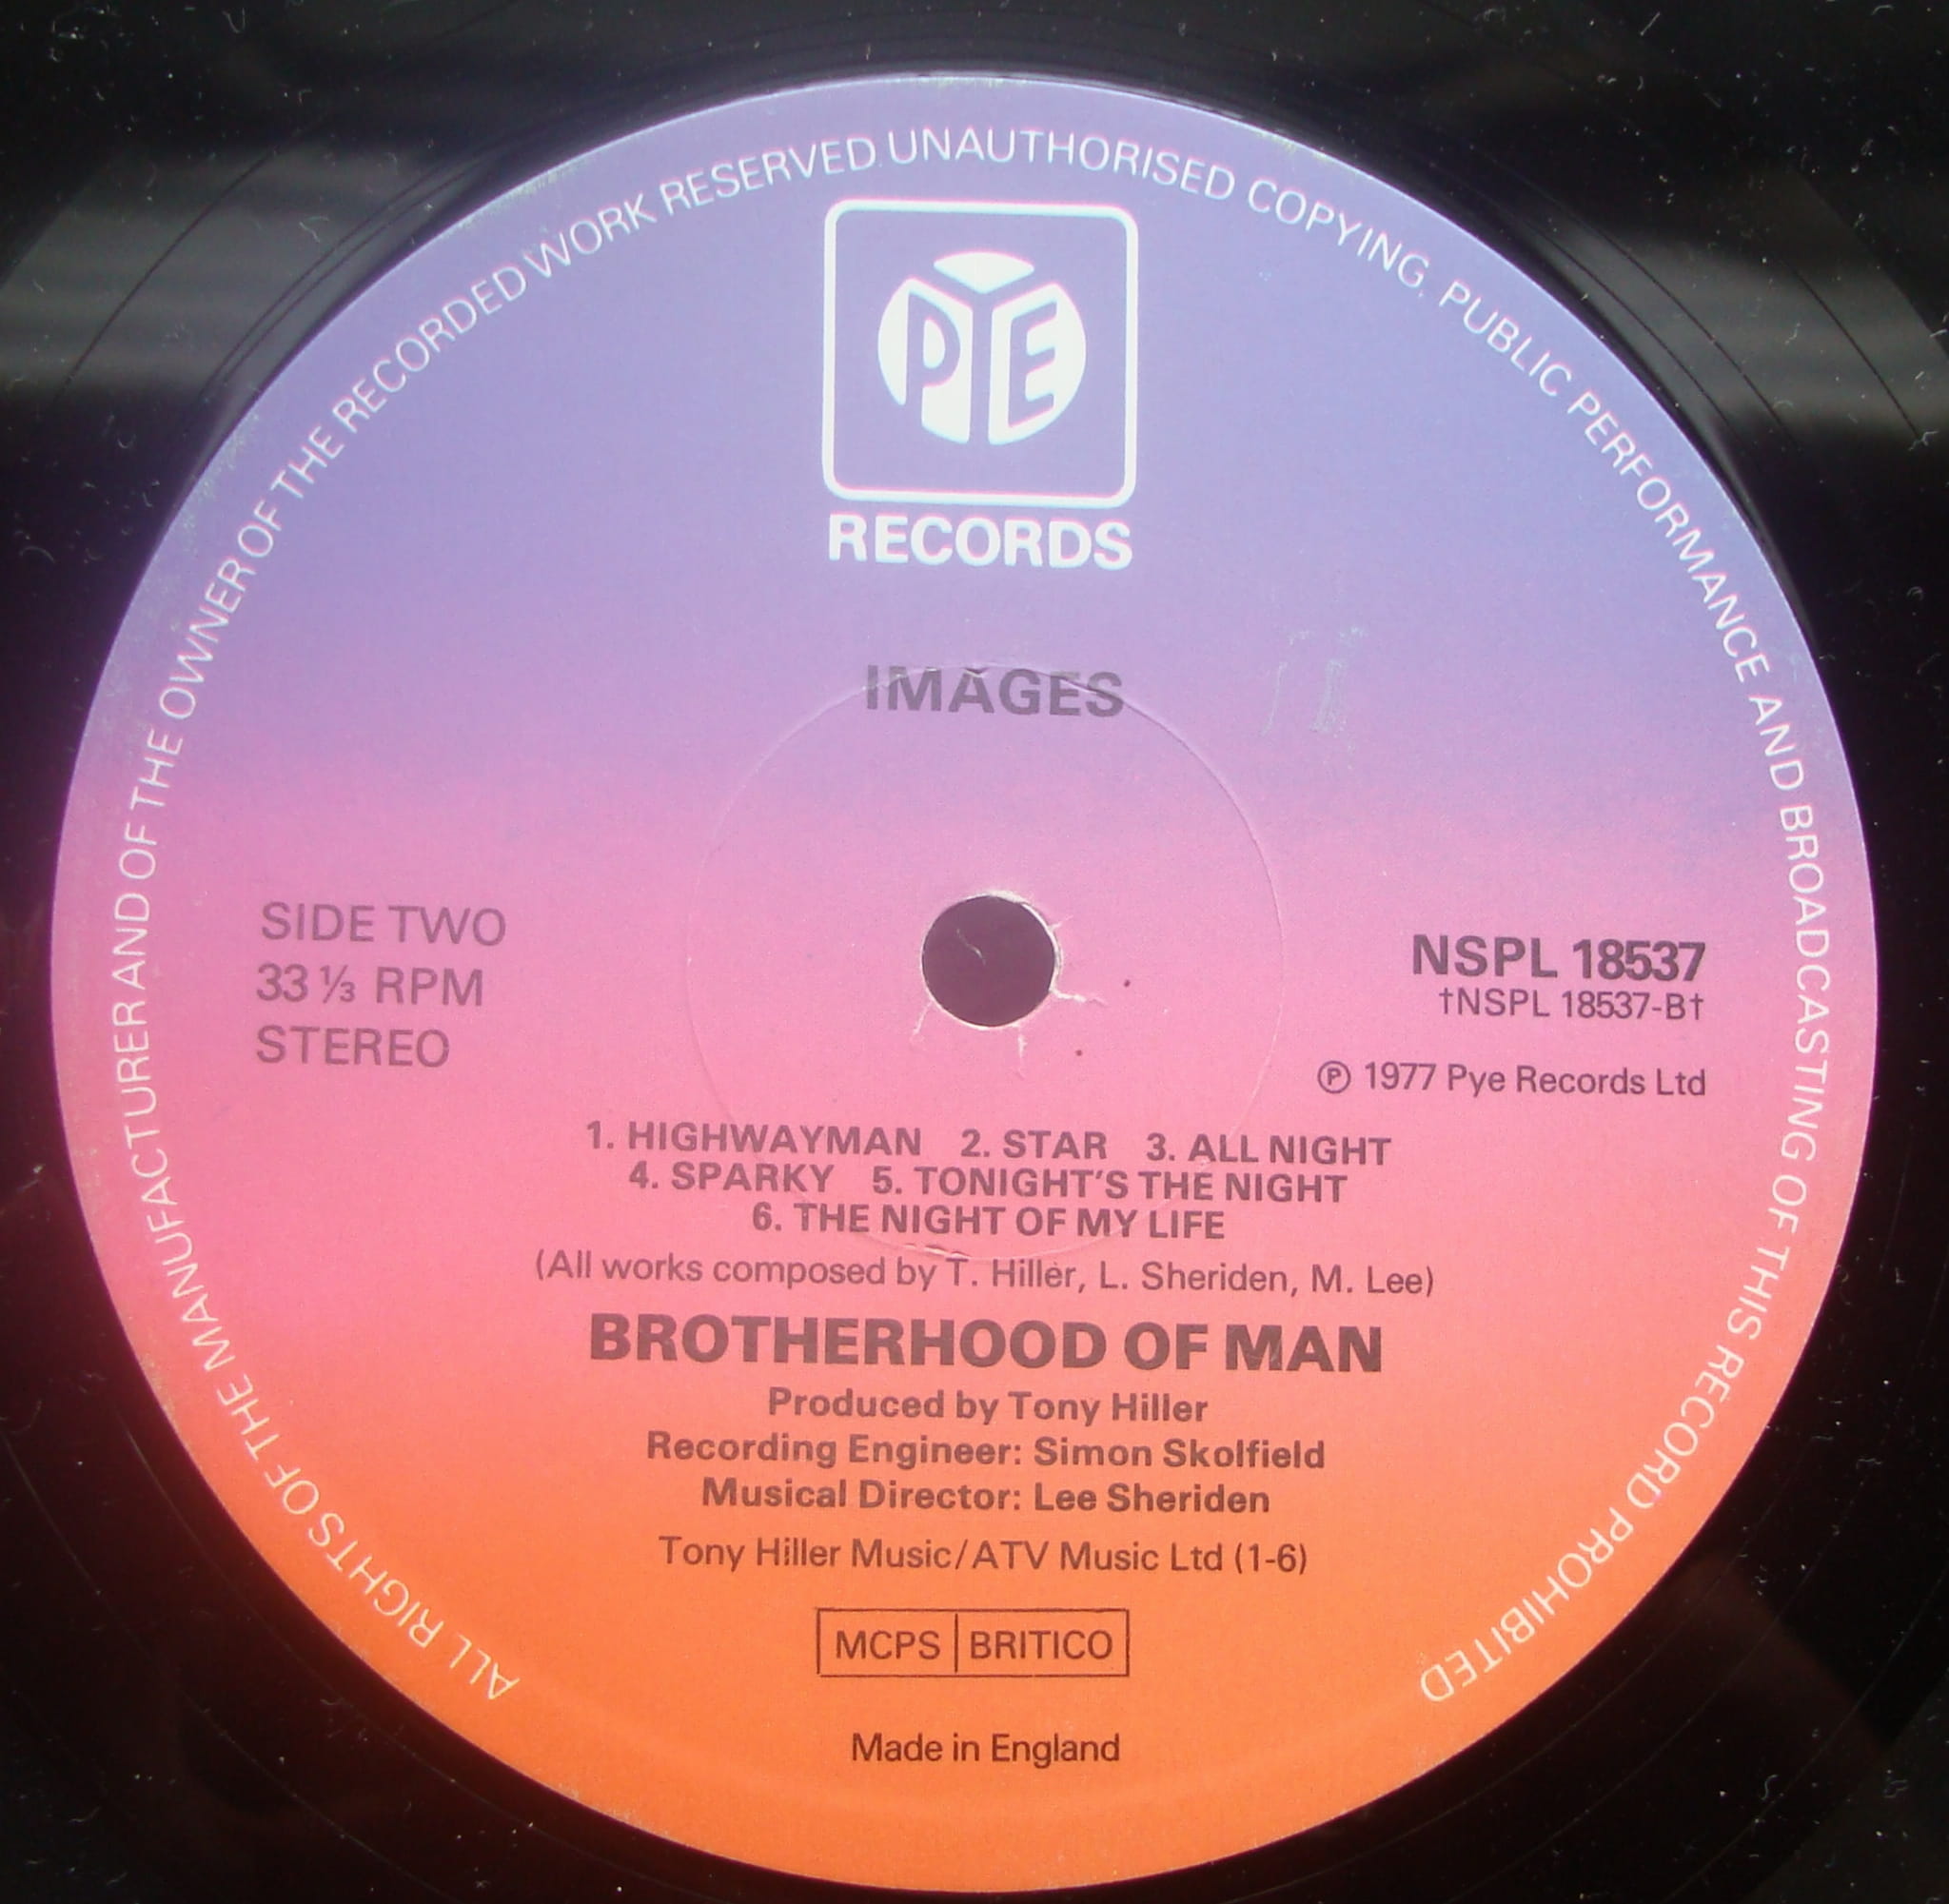 ALL RIGHTS OF THE MANUFACTURER AND OF THE OWNER OF THE RECORDED WORK RESERVED. UNAUTHORISED COPYING, PUBLIC PERFORMANCE AND BROADCASTING OF THIS RECORD PROHIBITED
PYE
RECORDS
IMAGES
SIDE TWO
33 ⅓ RPM
STEREO
NSPL 18537
†NSPL 18537-B†
℗ 1977 Pye Records Ltd
1. HIGHWAYMAN 2. STAR 3. ALL NIGHT
4. SPARKY 5. TONIGHT'S THE NIGHT
6. THE NIGHT OF MY LIFE
(All works composed by T. Hiller, L. Sheriden, M. Lee)
BROTHERHOOD OF MAN
Produced by Tony Hiller
Recording Engineer: Simon Skolfield
Musical Director: Lee Sheriden
Tony Hiller Music/ATV Music Ltd (1-6)
MCPS BRITICO
Made in England